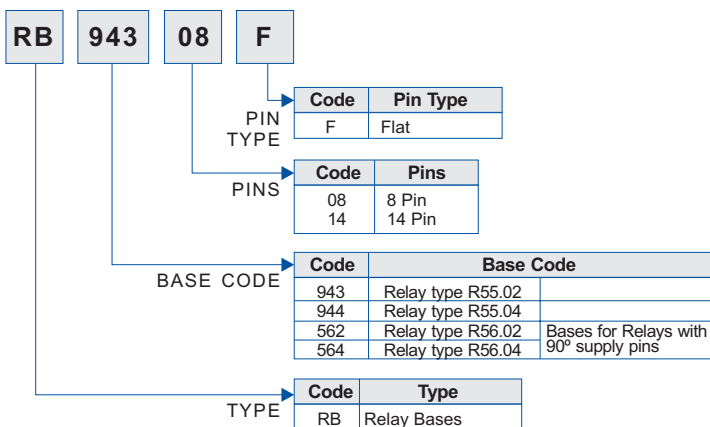 RB 943 08 F
Code Pin Type
PIN TYPE
F Flat
Code Pins
PINS
08 8 Pin
14 14 Pin
Code Base Code
BASE CODE
943 Relay type R55.02
944 Relay type R55.04
562 Relay type R56.02 Bases for Relays with
564 Relay type R56.04 90º supply pins
Code Type
TYPE
RB Relay Bases